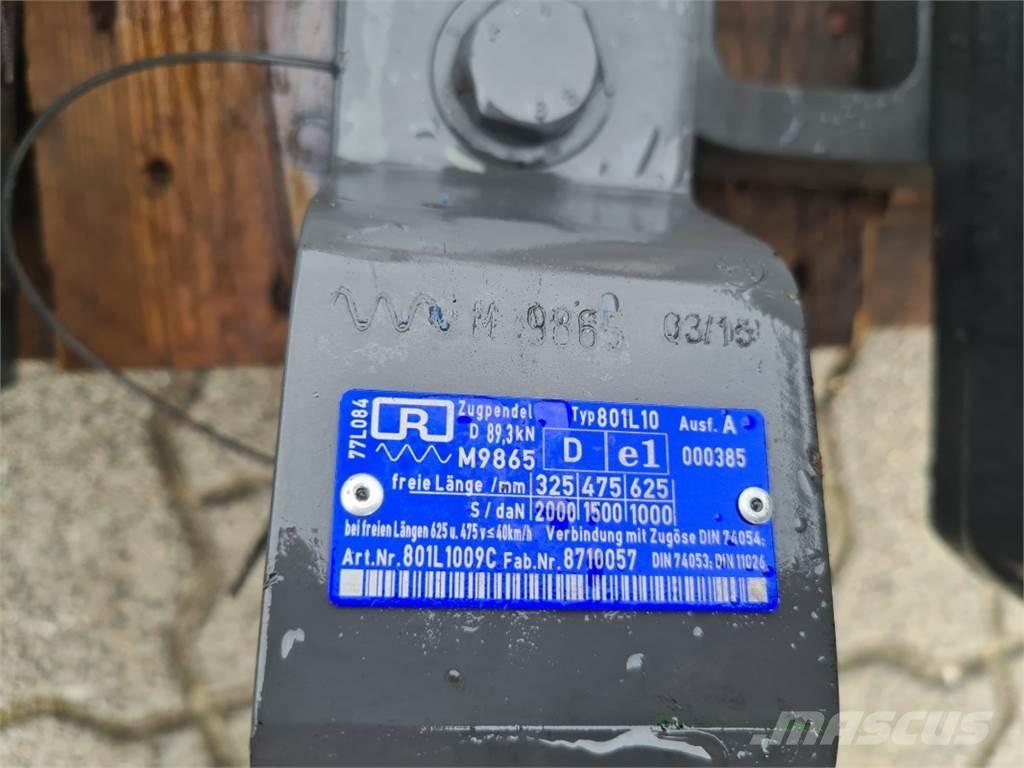 M 9865 03/15
77L084
R Zugpendel Typ 801L10 Ausf. A
D 89,3kN D e1 000385
M9865
freie Länge /mm 325 475 625
S / daN 2000 1500 1000
bei freien Längen 625 u. 475 v ≤ 40km/h Verbindung mit Zugöse DIN 74054;
Art.Nr. 801L1009C Fab.Nr. 8710057 DIN 74053; DIN 11026
MASCUS